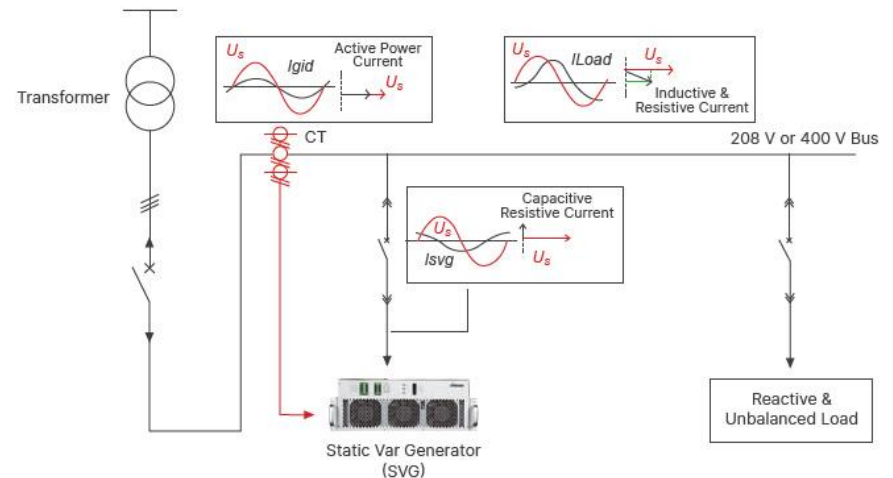 Transformer
Us
Igid
Active Power
Current
Us
CT
Us
ILoad
Us
Inductive &
Resistive Current
208 V or 400 V Bus
Capacitive
Resistive Current
Us
Isvg
Us
Static Var Generator
(SVG)
Reactive &
Unbalanced Load